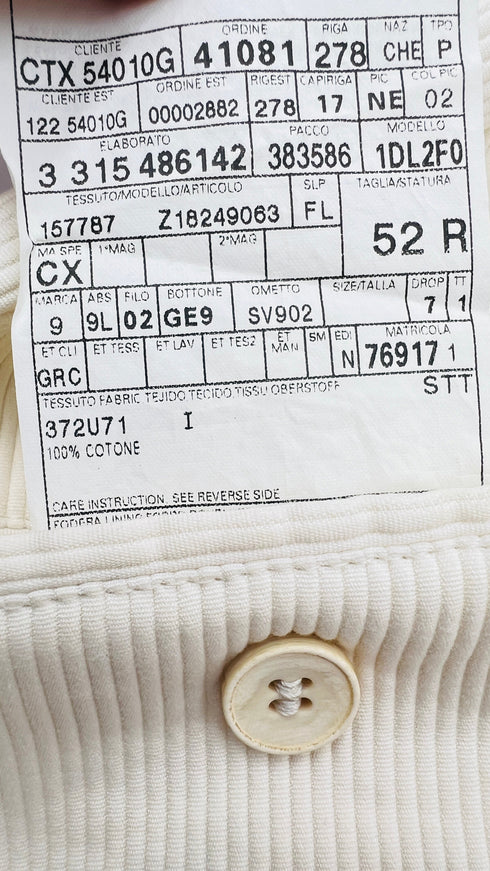 CLIENTE ORDINE RIGA NAZ TPO
CTX 54010G 41081 278 CHE P
CLIENTE EST ORDINE EST RIGEST CAPIRIGA PIC COL PIC
122 54010G 00002882 278 17 NE 02
ELABORATO PACCO MODELLO
3 315 486142 383586 1DL2F0
TESSUTO/MODELLO/ARTICOLO SLP TAGLIA/STATURA
157787 Z18249063 FL 52 R
MA SPE 1°MAG 2°MAG
CX
MARCA ABS FILO BOTTONE OMETTO SIZE/TALLA DROP TT
9 9L 02 GE9 SV902 7 1
ET CLI ET TESS ET LAV ET TES2 ET MAN SM EDI MATRICOLA
GRC N 76917 1
TESSUTO FABRIC TEJIDO TECIDO TISSU OBERSTOFF STT
372U71 I
100% COTONE
CARE INSTRUCTION SEE REVERSE SIDE
FODERA LINING